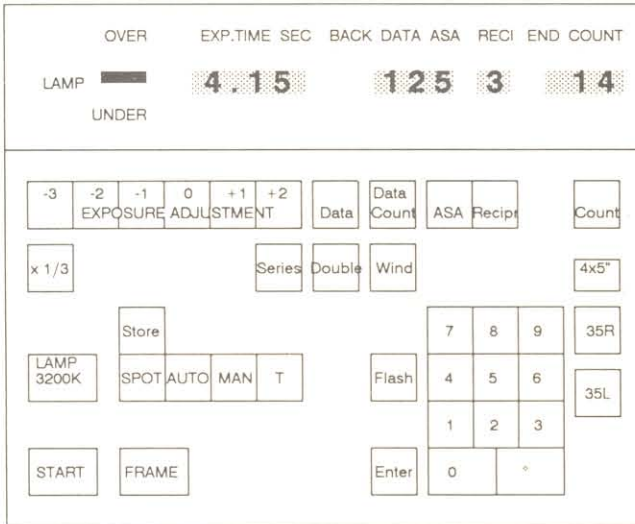 OVER EXP.TIME SEC BACK DATA ASA RECI END COUNT
LAMP 4.15 125 3 14
UNDER
-3 -2 -1 0 +1 +2
EXPOSURE ADJUSTMENT
Data
Data
Count
ASA Recipr
Count
x 1/3 Series Double Wind 4x5"
Store 7 8 9 35R
LAMP
3200K
SPOT AUTO MAN T Flash 4 5 6
35L
1 2 3
START FRAME Enter 0 °